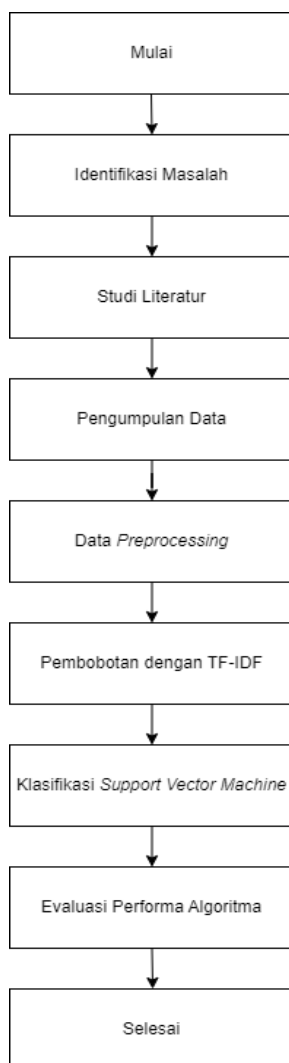 Mulai
Identifikasi Masalah
Studi Literatur
Pengumpulan Data
Data Preprocessing
Pembobotan dengan TF-IDF
Klasifikasi Support Vector Machine
Evaluasi Performa Algoritma
Selesai